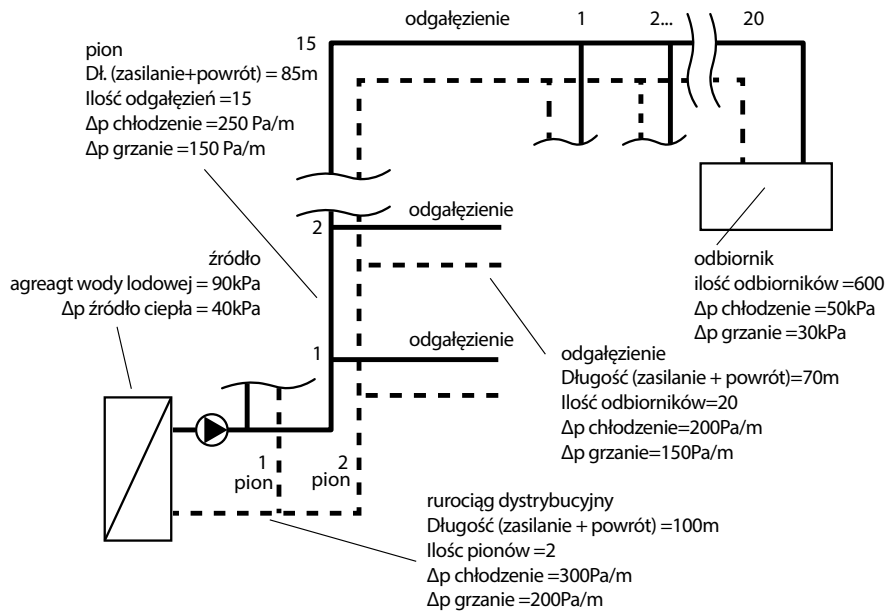 odgałęzienie
1
2...
20
15
pion
Dł. (zasilanie+powrót) = 85m
Ilość odgałęzień =15
Δp chłodzenie =250 Pa/m
Δp grzanie =150 Pa/m
2
odgałęzienie
źródło
agreagt wody lodowej = 90kPa
Δp źródło ciepła = 40kPa
odbiornik
ilość odbiorników =600
Δp chłodzenie =50kPa
Δp grzanie =30kPa
1
odgałęzienie
odgałęzienie
Długość (zasilanie + powrót)=70m
Ilość odbiorników=20
Δp chłodzenie=200Pa/m
Δp grzanie=150Pa/m
1
pion
2
pion
rurociąg dystrybucyjny
Długość (zasilanie + powrót) =100m
Ilośc pionów =2
Δp chłodzenie =300Pa/m
Δp grzanie =200Pa/m